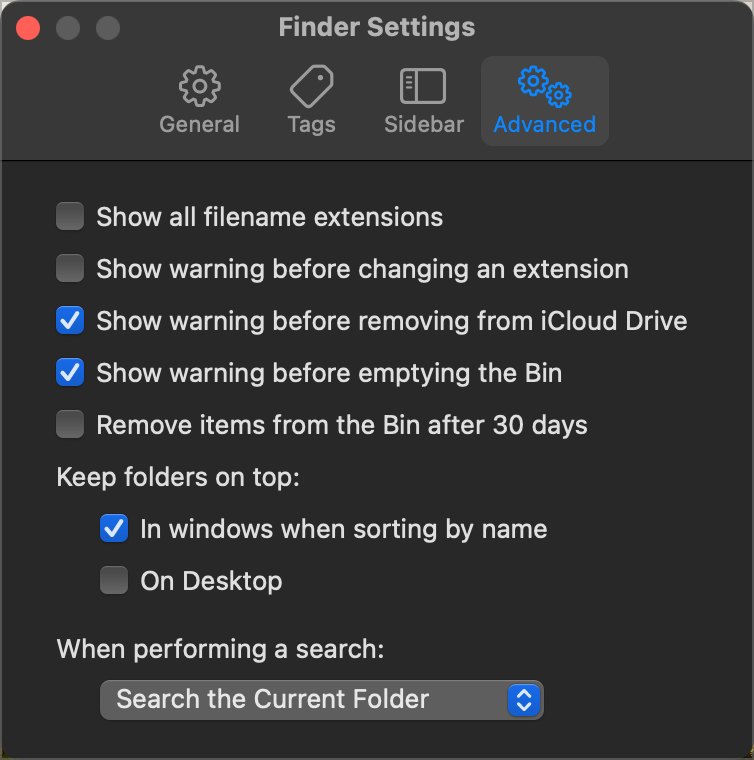 Finder Settings
General
Tags
Sidebar
Advanced
Show all filename extensions
Show warning before changing an extension
Show warning before removing from iCloud Drive
Show warning before emptying the Bin
Remove items from the Bin after 30 days
Keep folders on top:
In windows when sorting by name
On Desktop
When performing a search:
Search the Current Folder